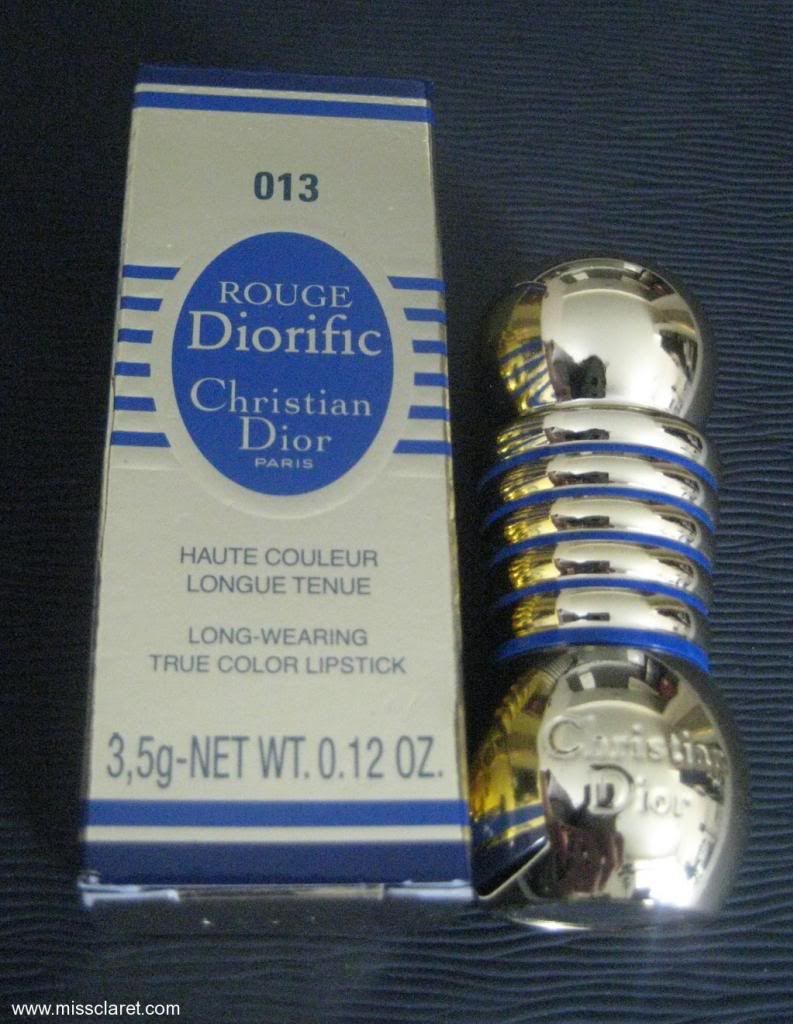 013
ROUGE
Diorific
Christian
Dior
PARIS
HAUTE COULEUR
LONGUE TENUE
LONG-WEARING
TRUE COLOR LIPSTICK
3,5g-NET WT. 0.12 OZ.
Christian
Dior
www.missclaret.com